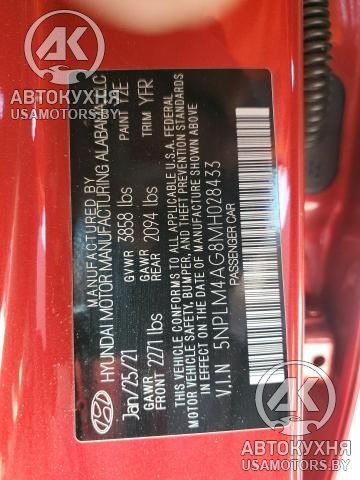 АВТОКУХНЯ
USAMOTORS.BY
MANUFACTURED BY
HYUNDAI MOTOR MANUFACTURING ALABAMA, LLC
Jan/25/21
GVWR 3858 lbs
PAINT
GAWR FRONT 2271 lbs
GAWR REAR 2094 lbs
TRIM YFR
THIS VEHICLE CONFORMS TO ALL APPLICABLE U.S.A. FEDERAL
MOTOR VEHICLE SAFETY, BUMPER, AND THEFT PREVENTION STANDARDS
IN EFFECT ON THE DATE OF MANUFACTURE SHOWN ABOVE
V.I.N 5NPLM4AG8MH028433
PASSENGER CAR
АВТОКУХНЯ
USAMOTORS.BY